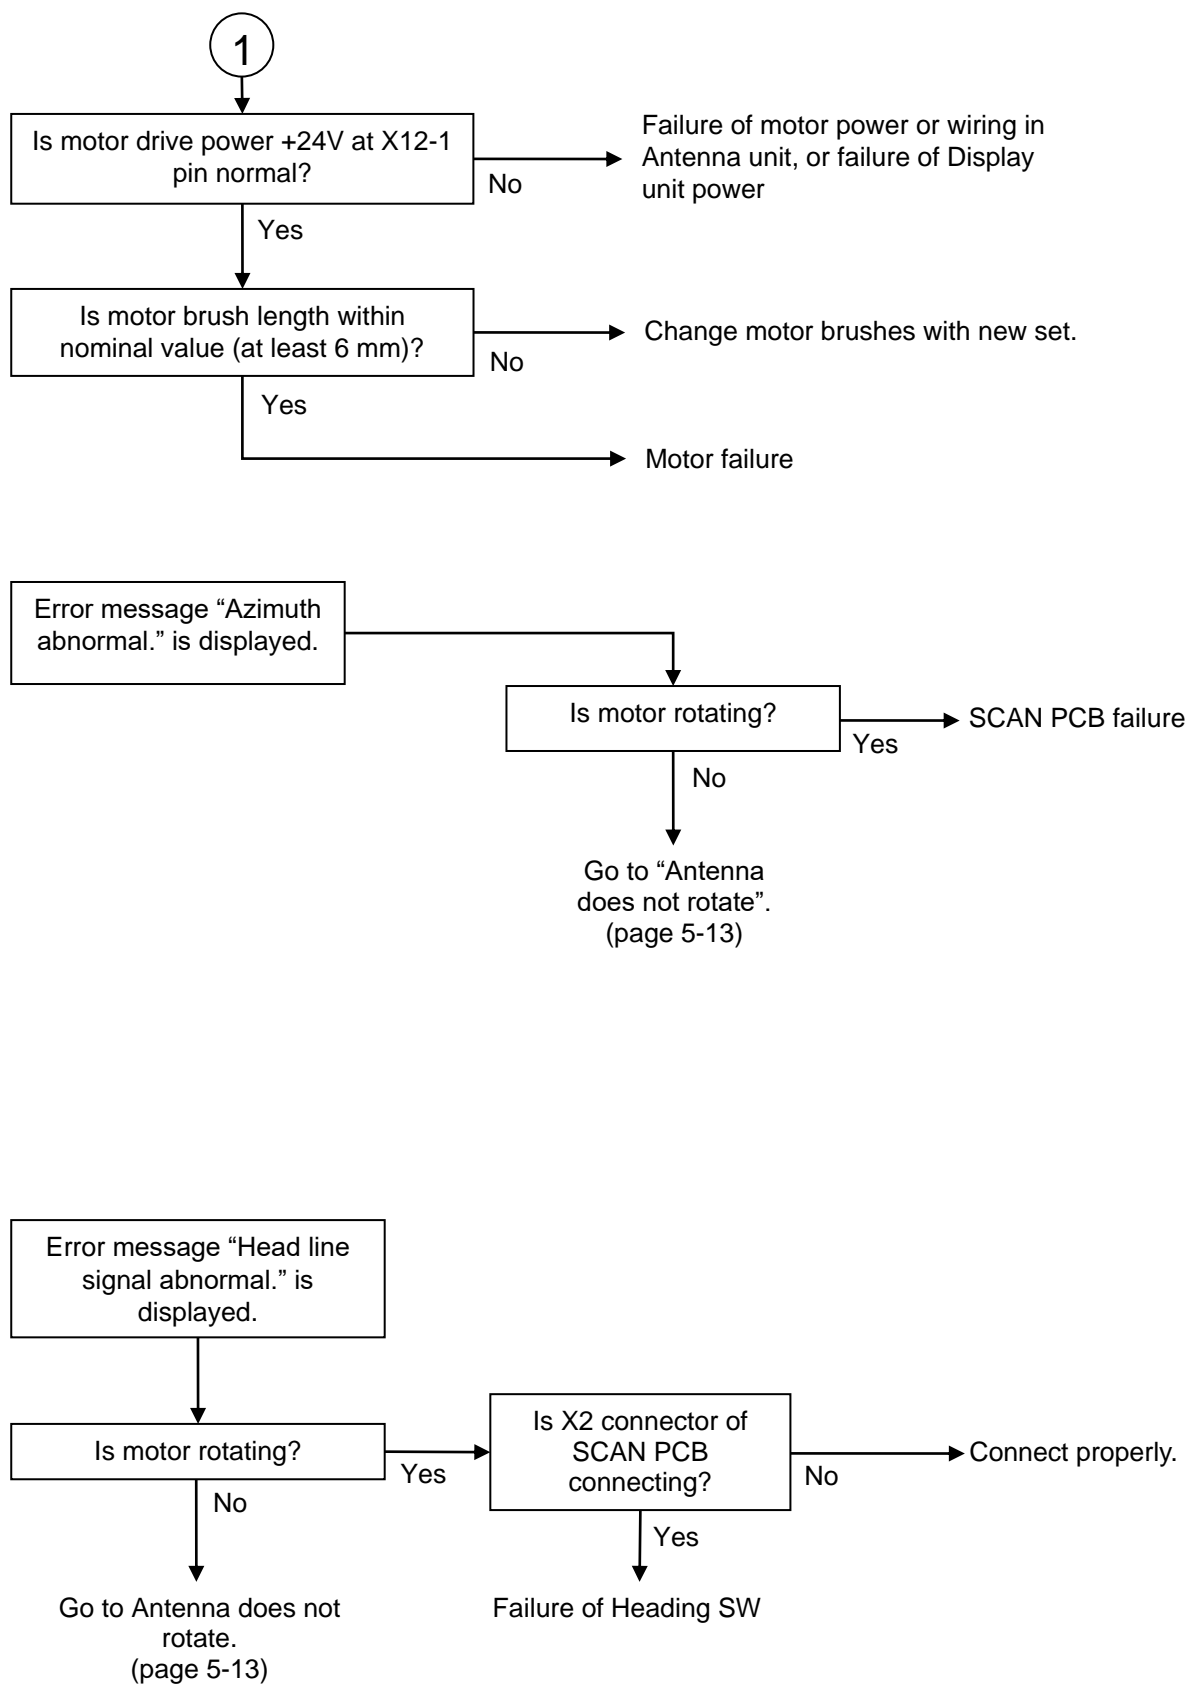 1
Is motor drive power +24V at X12-1
pin normal?
No
Failure of motor power or wiring in
Antenna unit, or failure of Display
unit power
Yes
Is motor brush length within
nominal value (at least 6 mm)?
No
Change motor brushes with new set.
Yes
Motor failure
Error message “Azimuth
abnormal.” is displayed.
Is motor rotating?
Yes
SCAN PCB failure
No
Go to “Antenna
does not rotate”.
(page 5-13)
Error message “Head line
signal abnormal.” is
displayed.
Is motor rotating?
Yes
Is X2 connector of
SCAN PCB
connecting?
No
Connect properly.
No
Yes
Go to Antenna does not
rotate.
(page 5-13)
Failure of Heading SW